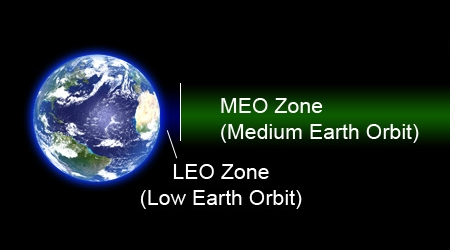 MEO Zone
(Medium Earth Orbit)
LEO Zone
(Low Earth Orbit)